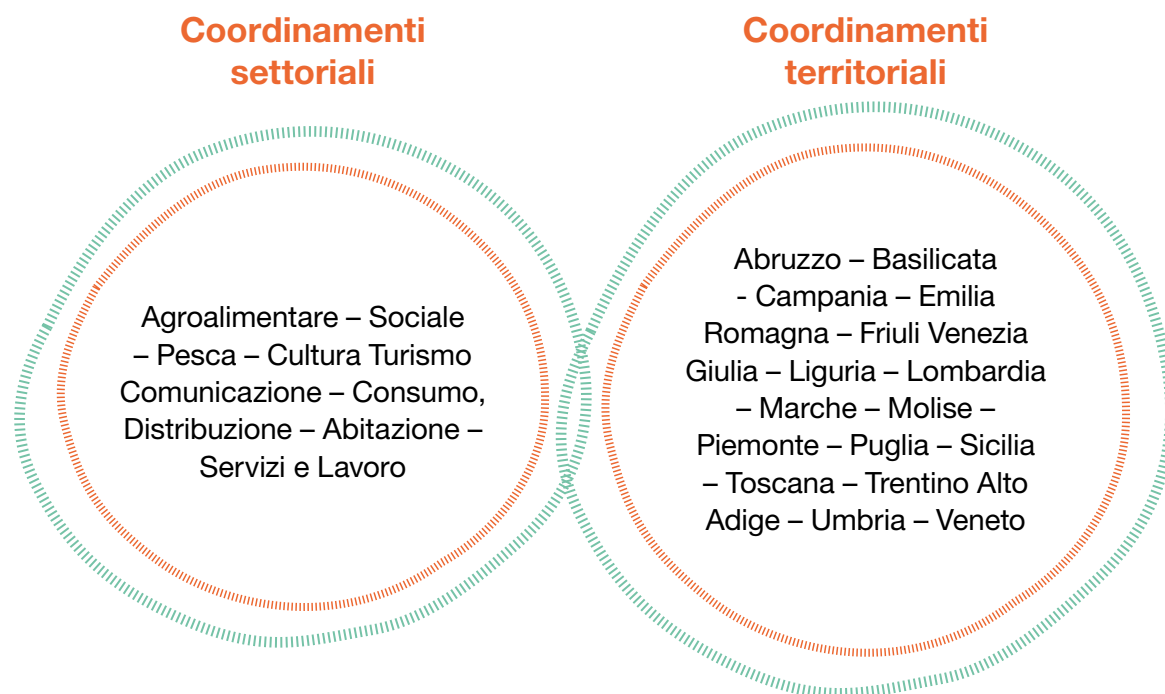 Coordinamenti
settoriali
Agroalimentare – Sociale
– Pesca – Cultura Turismo
Comunicazione – Consumo,
Distribuzione – Abitazione –
Servizi e Lavoro
Coordinamenti
territoriali
Abruzzo – Basilicata
- Campania – Emilia
Romagna – Friuli Venezia
Giulia – Liguria – Lombardia
– Marche – Molise –
Piemonte – Puglia – Sicilia
– Toscana – Trentino Alto
Adige – Umbria – Veneto